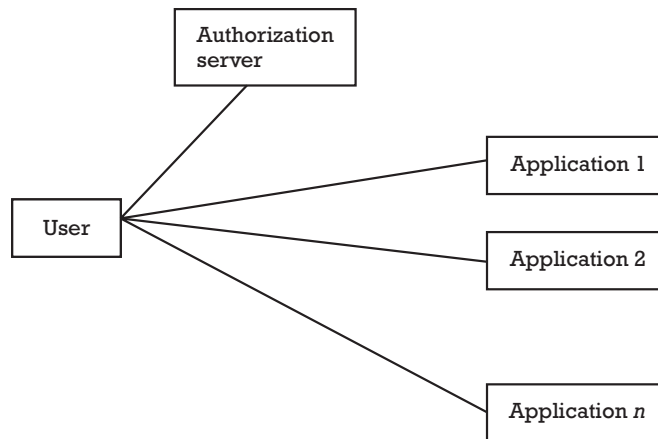 Authorization
server
Application 1
User
Application 2
Application n